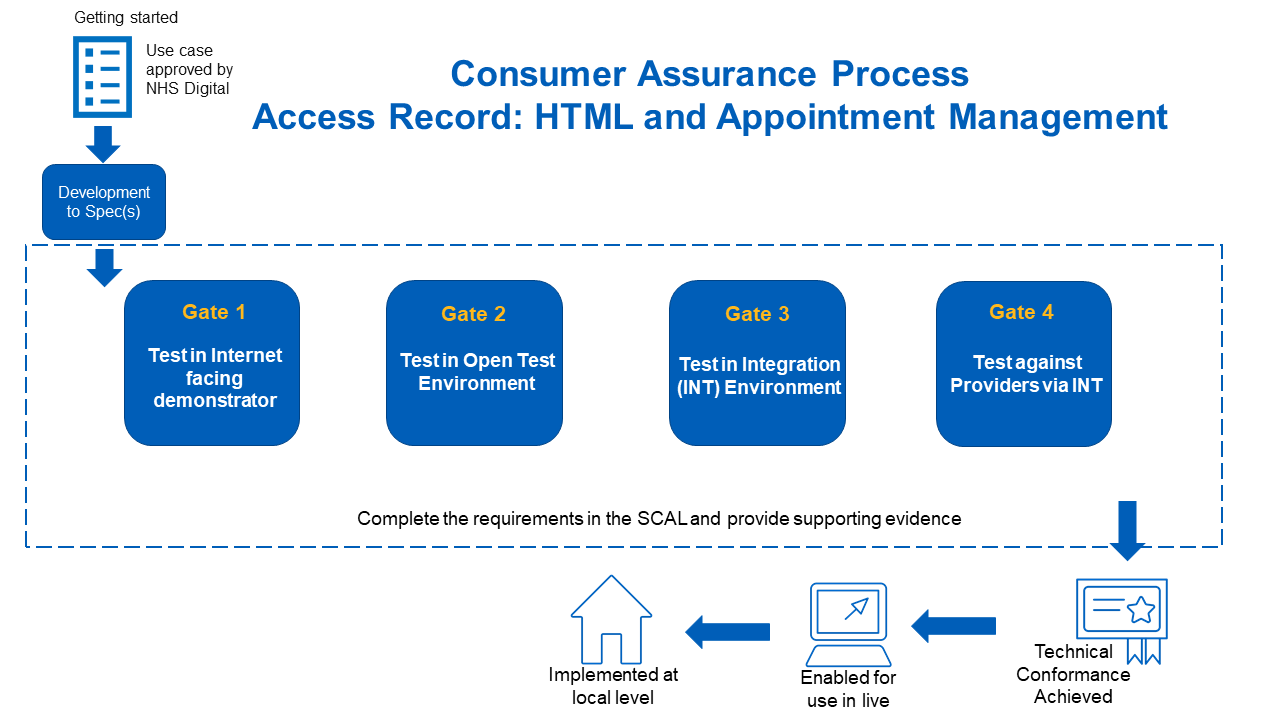 Getting started
Use case
approved by
NHS Digital
Consumer Assurance Process
Access Record: HTML and Appointment Management
Development
to Spec(s)
Gate 1
Test in Internet
facing
demonstrator
Gate 2
Test in Open Test
Environment
Gate 3
Test in Integration
(INT) Environment
Gate 4
Test against
Providers via INT
Complete the requirements in the SCAL and provide supporting evidence
Implemented at
local level
Enabled for
use in live
Technical
Conformance
Achieved